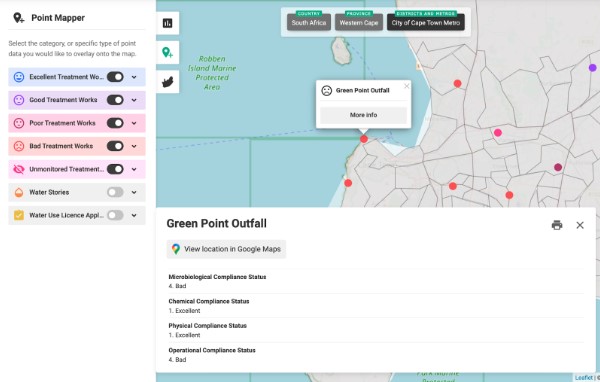 Point Mapper
Select the category, or specific type of point
data you would like to overlay onto the map.
Excellent Treatment Wo...
Good Treatment Works
Poor Treatment Works
Bad Treatment Works
Unmonitored Treatment...
Water Stories
Water Use Licence Appl...
COUNTRY
South Africa
PROVINCE
Western Cape
DISTRICTS AND METROS
City of Cape Town Metro
Robben
Island Marine
Protected
Area
Green Point Outfall
More info
Green Point Outfall
View location in Google Maps
Microbiological Compliance Status
4. Bad
Chemical Compliance Status
1. Excellent
Physical Compliance Status
1. Excellent
Operational Compliance Status
4. Bad
Park Marine
Protected
Leaflet | ©